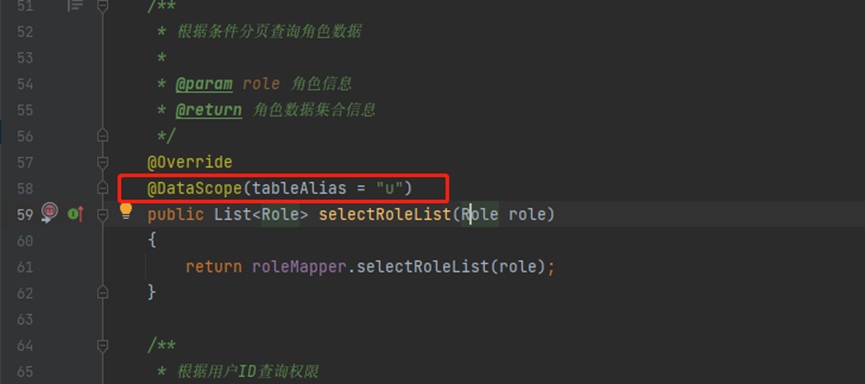 51 /**
52 * 根据条件分页查询角色数据
53 *
54 * @param role 角色信息
55 * @return 角色数据集合信息
56 */
57 @Override
58 @DataScope(tableAlias = "u")
59 public List<Role> selectRoleList(Role role)
60 {
61 return roleMapper.selectRoleList(role);
62 }
63
64 /**
65 * 根据用户ID查询权限